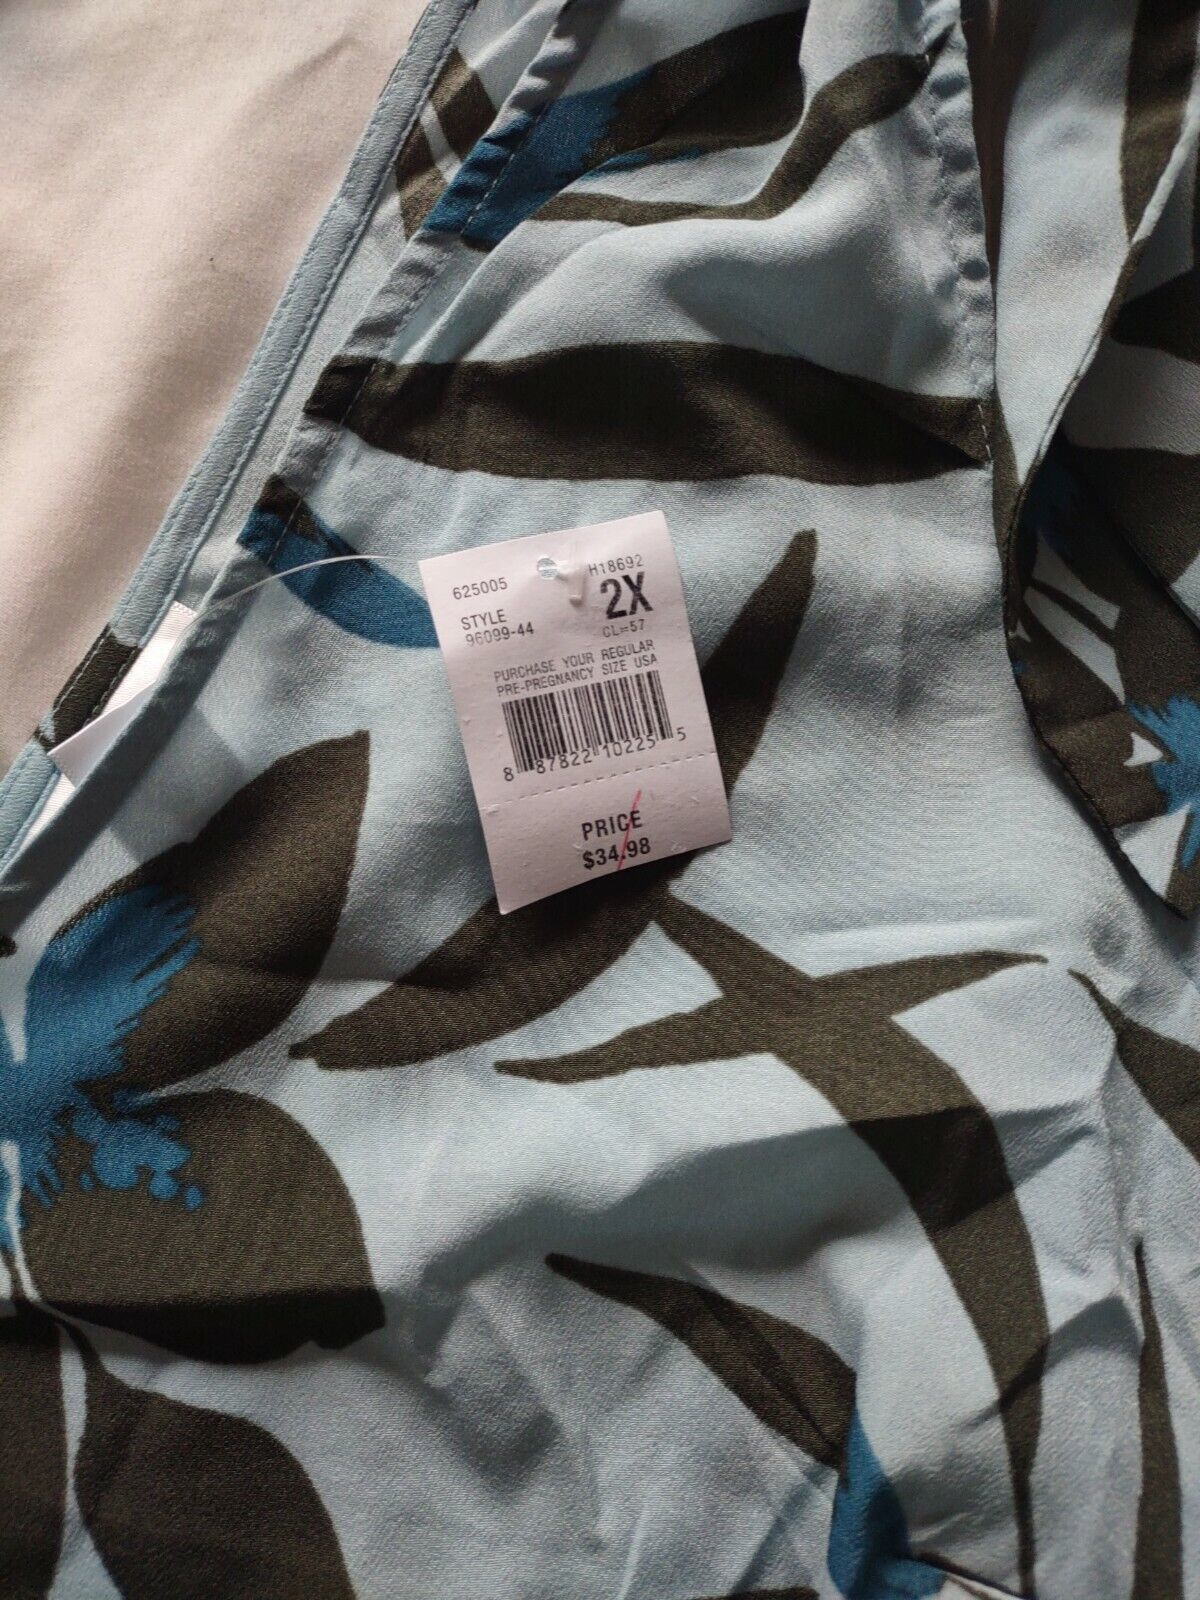 625005 H18692
STYLE 2X
96099-44 CL=57
PURCHASE YOUR REGULAR
PRE-PREGNANCY SIZE USA
8 87822 10225 5
PRICE
$34.98